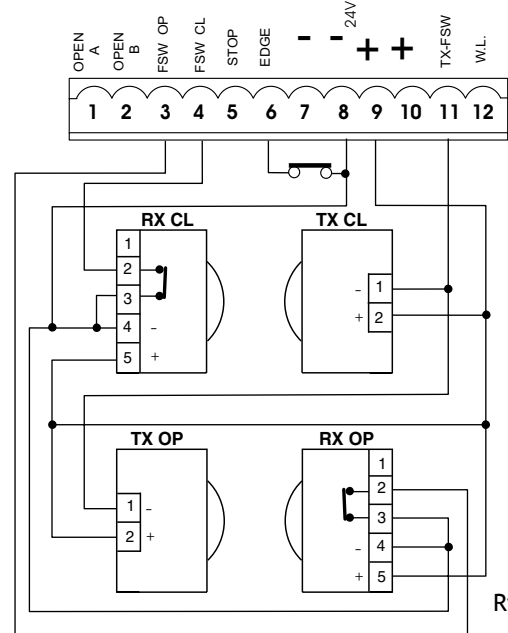 OPEN A
OPEN B
FSW OP
FSW CL
STOP
EDGE
- - 24V + +
TX-FSW
W.L.
1 2 3 4 5 6 7 8 9 10 11 12
RX CL
TX CL
1
2
3
4 -
5 +
- 1
+ 2
TX OP
RX OP
1 -
2 +
1
2
3
- 4
+ 5